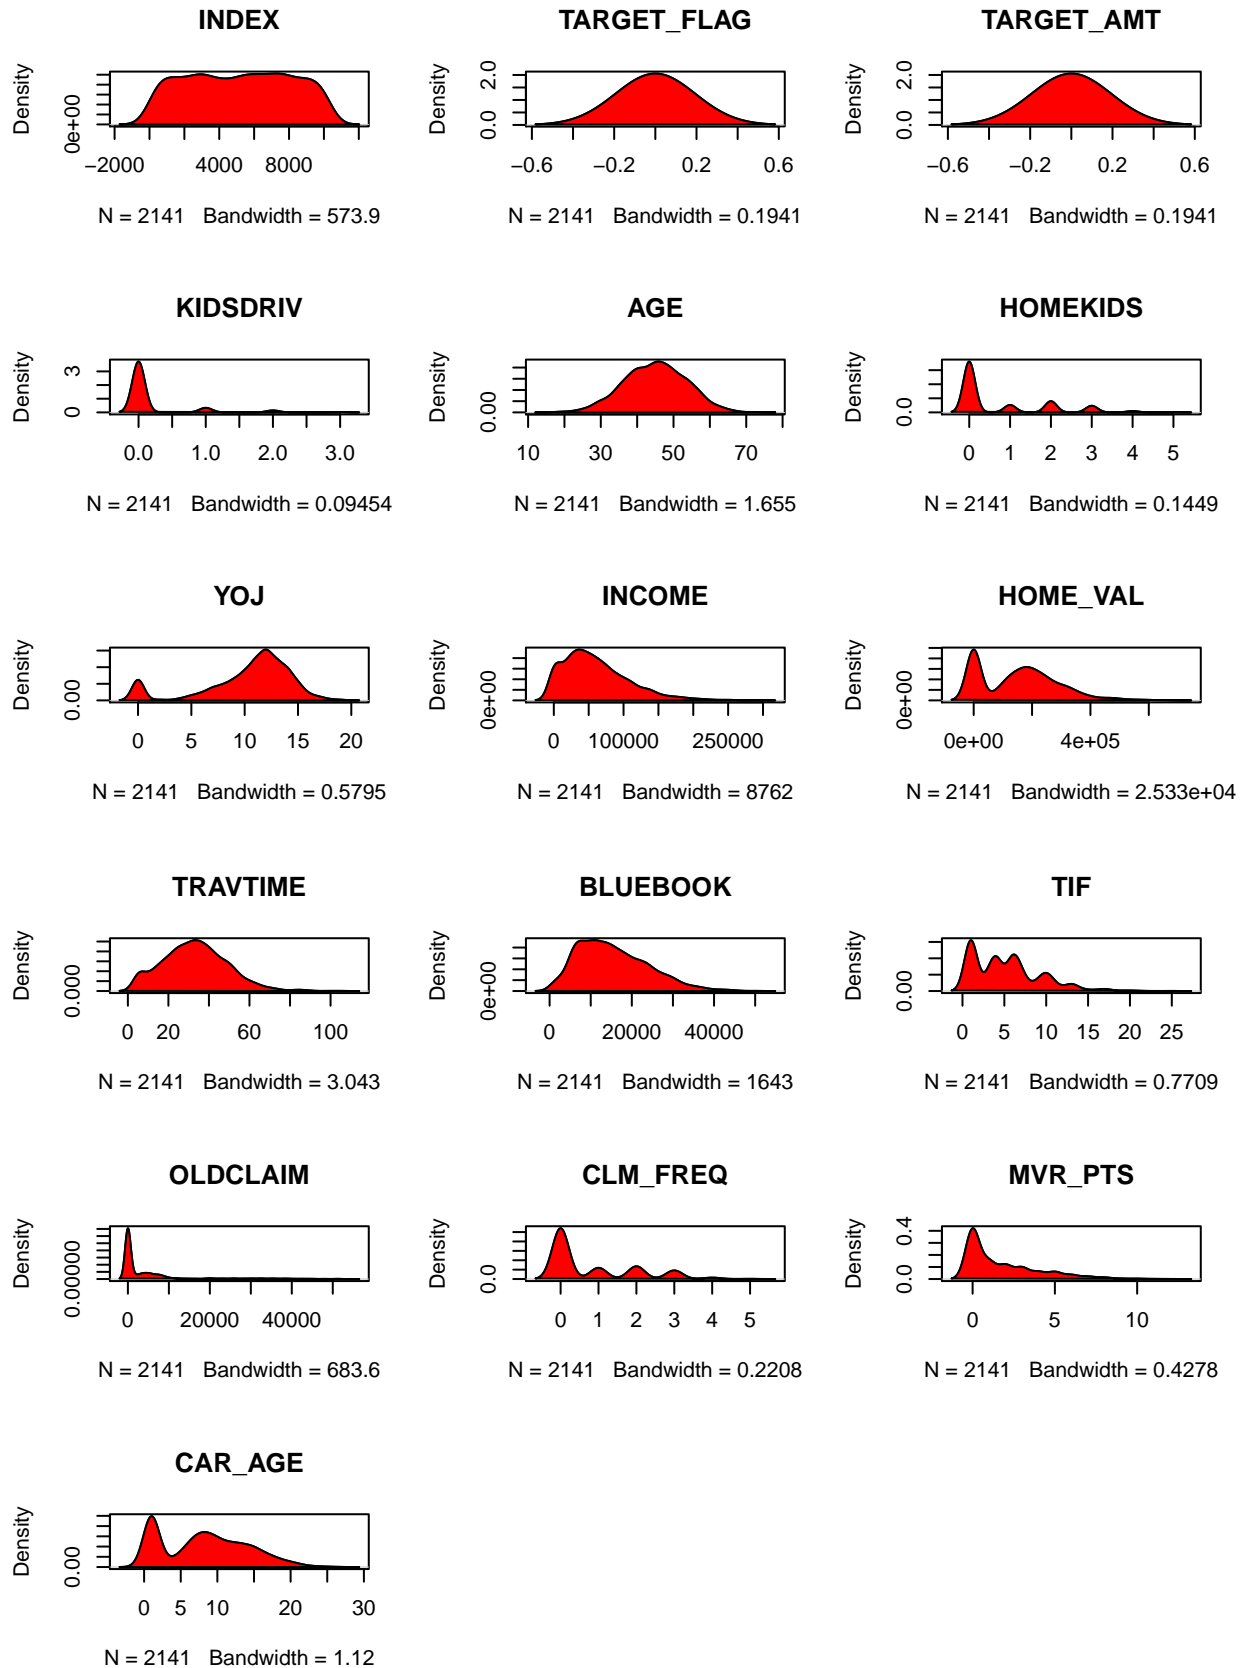 INDEX TARGET_FLAG TARGET_AMT
Density 0e+00 Density 0.0 2.0 Density 0.0 2.0
−2000 4000 8000 −0.6 −0.2 0.2 0.6 −0.6 −0.2 0.2 0.6
N = 2141 Bandwidth = 573.9 N = 2141 Bandwidth = 0.1941 N = 2141 Bandwidth = 0.1941
KIDSDRIV AGE HOMEKIDS
Density 0 3 Density 0.00 Density 0.0
0.0 1.0 2.0 3.0 10 30 50 70 0 1 2 3 4 5
N = 2141 Bandwidth = 0.09454 N = 2141 Bandwidth = 1.655 N = 2141 Bandwidth = 0.1449
YOJ INCOME HOME_VAL
Density 0.00 Density 0e+00 Density 0e+00
0 5 10 15 20 0 100000 250000 0e+00 4e+05
N = 2141 Bandwidth = 0.5795 N = 2141 Bandwidth = 8762 N = 2141 Bandwidth = 2.533e+04
TRAVTIME BLUEBOOK TIF
Density 0.000 Density 0e+00 Density 0.00
0 20 60 100 0 20000 40000 0 5 10 15 20 25
N = 2141 Bandwidth = 3.043 N = 2141 Bandwidth = 1643 N = 2141 Bandwidth = 0.7709
OLDCLAIM CLM_FREQ MVR_PTS
Density 0.00000 Density 0.0 Density 0.0 0.4
0 20000 40000 0 1 2 3 4 5 0 5 10
N = 2141 Bandwidth = 683.6 N = 2141 Bandwidth = 0.2208 N = 2141 Bandwidth = 0.4278
CAR_AGE
Density 0.00
0 5 10 20 30
N = 2141 Bandwidth = 1.12